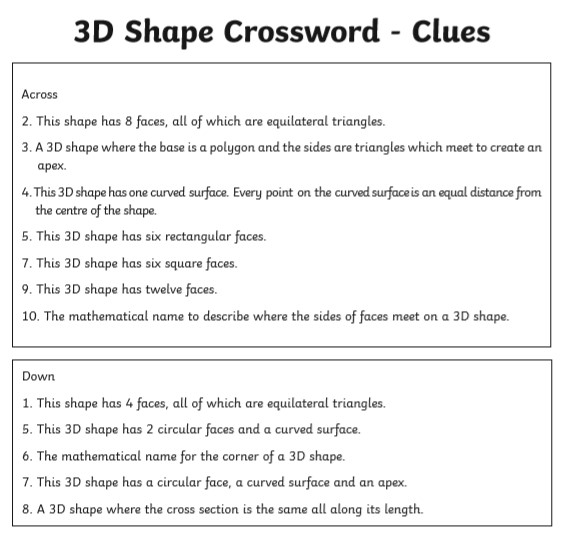 3D Shape Crossword - Clues
Across
2. This shape has 8 faces, all of which are equilateral triangles.
3. A 3D shape where the base is a polygon and the sides are triangles which meet to create an
apex.
4. This 3D shape has one curved surface. Every point on the curved surface is an equal distance from
the centre of the shape.
5. This 3D shape has six rectangular faces.
7. This 3D shape has six square faces.
9. This 3D shape has twelve faces.
10. The mathematical name to describe where the sides of faces meet on a 3D shape.
Down
1. This shape has 4 faces, all of which are equilateral triangles.
5. This 3D shape has 2 circular faces and a curved surface.
6. The mathematical name for the corner of a 3D shape.
7. This 3D shape has a circular face, a curved surface and an apex.
8. A 3D shape where the cross section is the same all along its length.